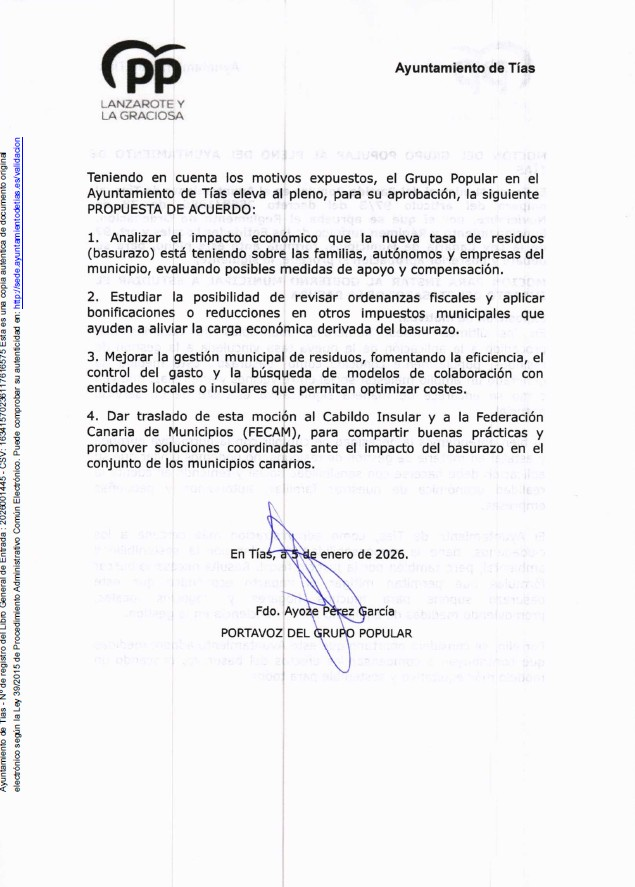 PP
LANZAROTE Y
LA GRACIOSA
Ayuntamiento de Tías
Teniendo en cuenta los motivos expuestos, el Grupo Popular en el
Ayuntamiento de Tías eleva al pleno, para su aprobación, la siguiente
PROPUESTA DE ACUERDO:
1. Analizar el impacto económico que la nueva tasa de residuos
(basurazo) está teniendo sobre las familias, autónomos y empresas del
municipio, evaluando posibles medidas de apoyo y compensación.
2. Estudiar la posibilidad de revisar ordenanzas fiscales y aplicar
bonificaciones o reducciones en otros impuestos municipales que
ayuden a aliviar la carga económica derivada del basurazo.
3. Mejorar la gestión municipal de residuos, fomentando la eficiencia, el
control del gasto y la búsqueda de modelos de colaboración con
entidades locales o insulares que permitan optimizar costes.
4. Dar traslado de esta moción al Cabildo Insular y a la Federación
Canaria de Municipios (FECAM), para compartir buenas prácticas y
promover soluciones coordinadas ante el impacto del basurazo en el
conjunto de los municipios canarios.
En Tías, a 5 de enero de 2026.
Fdo. Ayoze Pérez García
PORTAVOZ DEL GRUPO POPULAR
Ayuntamiento de Tías - Nº de registro del Libro General de Entrada : 2026001445 - CSV: 16341570236117616575 Esta es una copia auténtica de documento original
electrónico según la Ley 39/2015 de Procedimiento Administrativo Común Electrónico. Puede comprobar su autenticidad en: http://sede.ayuntamientodetias.es/validacion